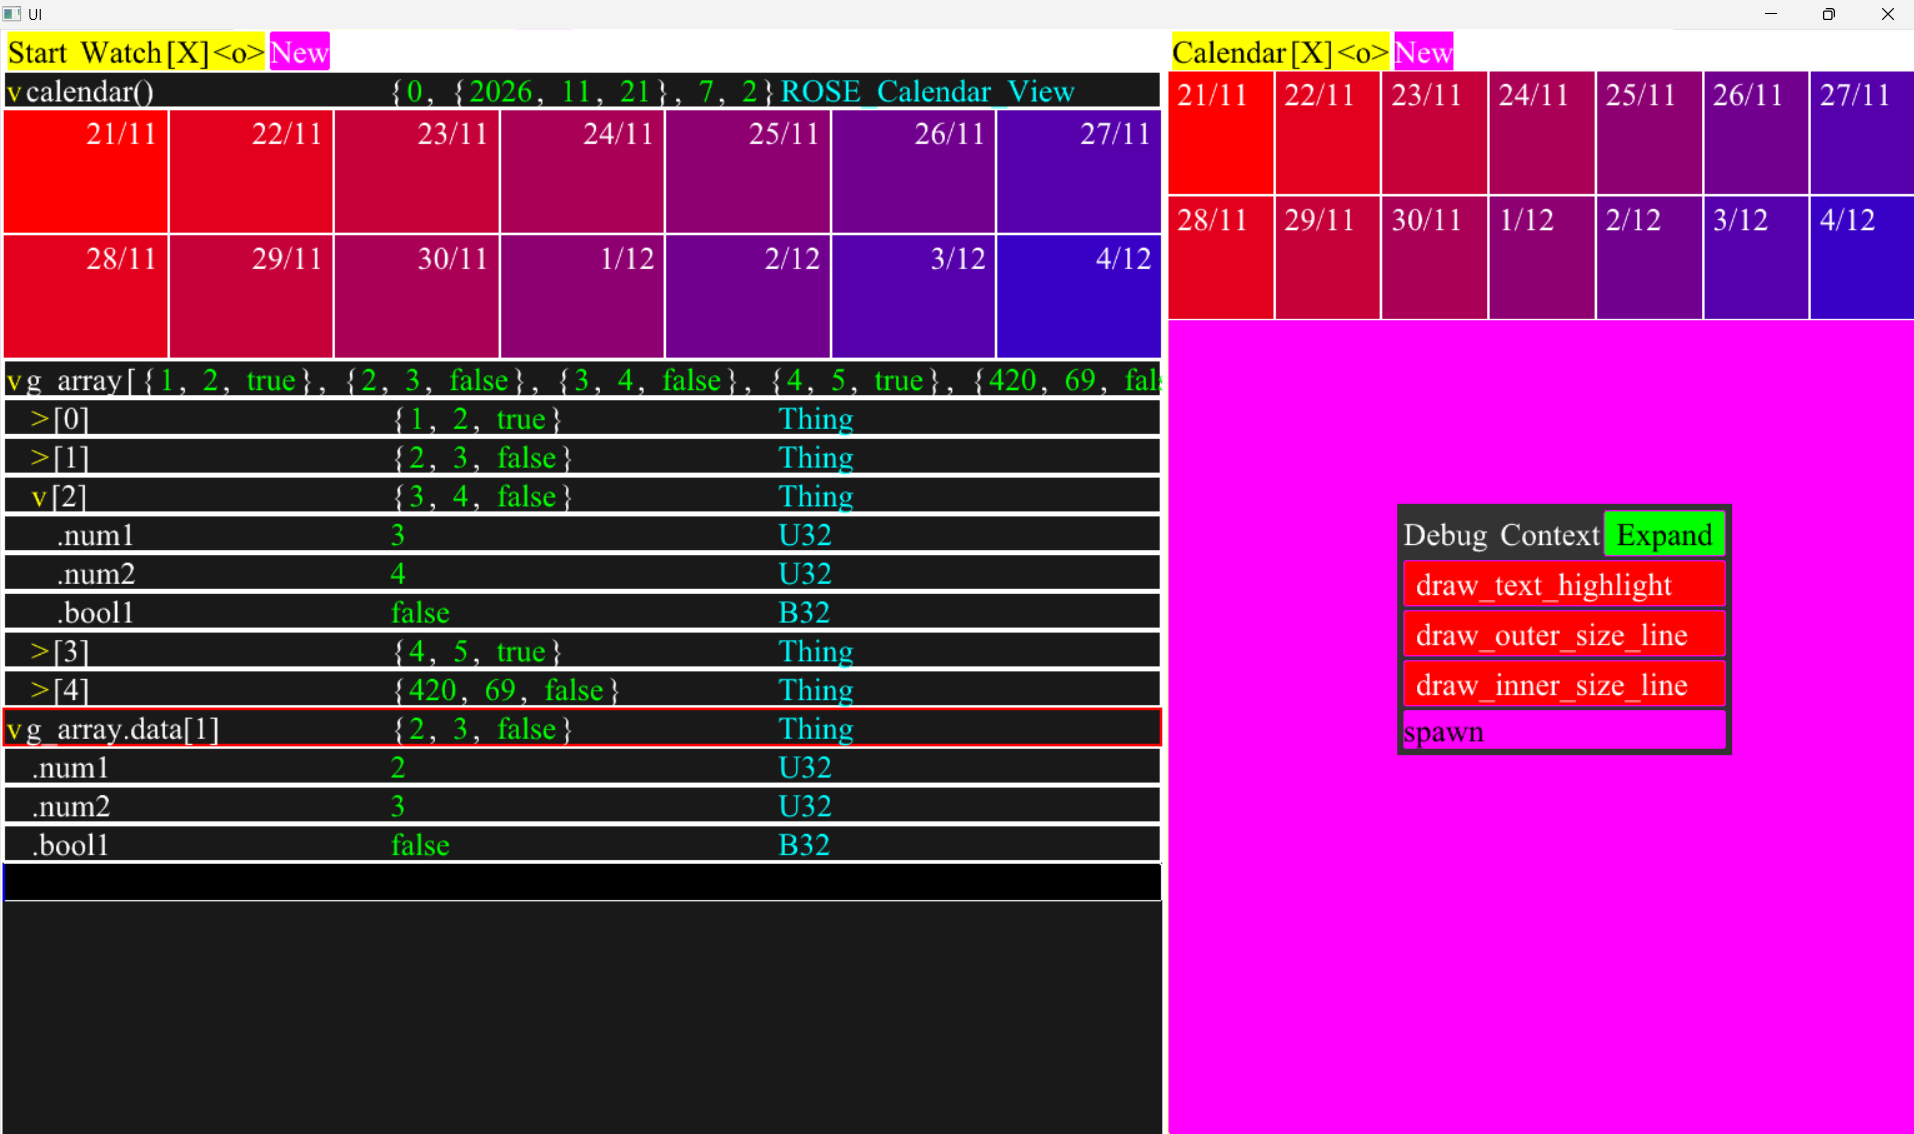 UI
Start Watch[X]<o> New
v calendar() {0, {2026, 11, 21}, 7, 2} ROSE_Calendar_View
21/11 22/11 23/11 24/11 25/11 26/11 27/11
28/11 29/11 30/11 1/12 2/12 3/12 4/12
v g_array[{1, 2, true}, {2, 3, false}, {3, 4, false}, {4, 5, true}, {420, 69, fal
>[0] {1, 2, true} Thing
>[1] {2, 3, false} Thing
v[2] {3, 4, false} Thing
.num1 3 U32
.num2 4 U32
.bool1 false B32
>[3] {4, 5, true} Thing
>[4] {420, 69, false} Thing
v g_array.data[1] {2, 3, false} Thing
.num1 2 U32
.num2 3 U32
.bool1 false B32
Calendar[X]<o> New
21/11 22/11 23/11 24/11 25/11 26/11 27/11
28/11 29/11 30/11 1/12 2/12 3/12 4/12
Debug Context Expand
draw_text_highlight
draw_outer_size_line
draw_inner_size_line
spawn